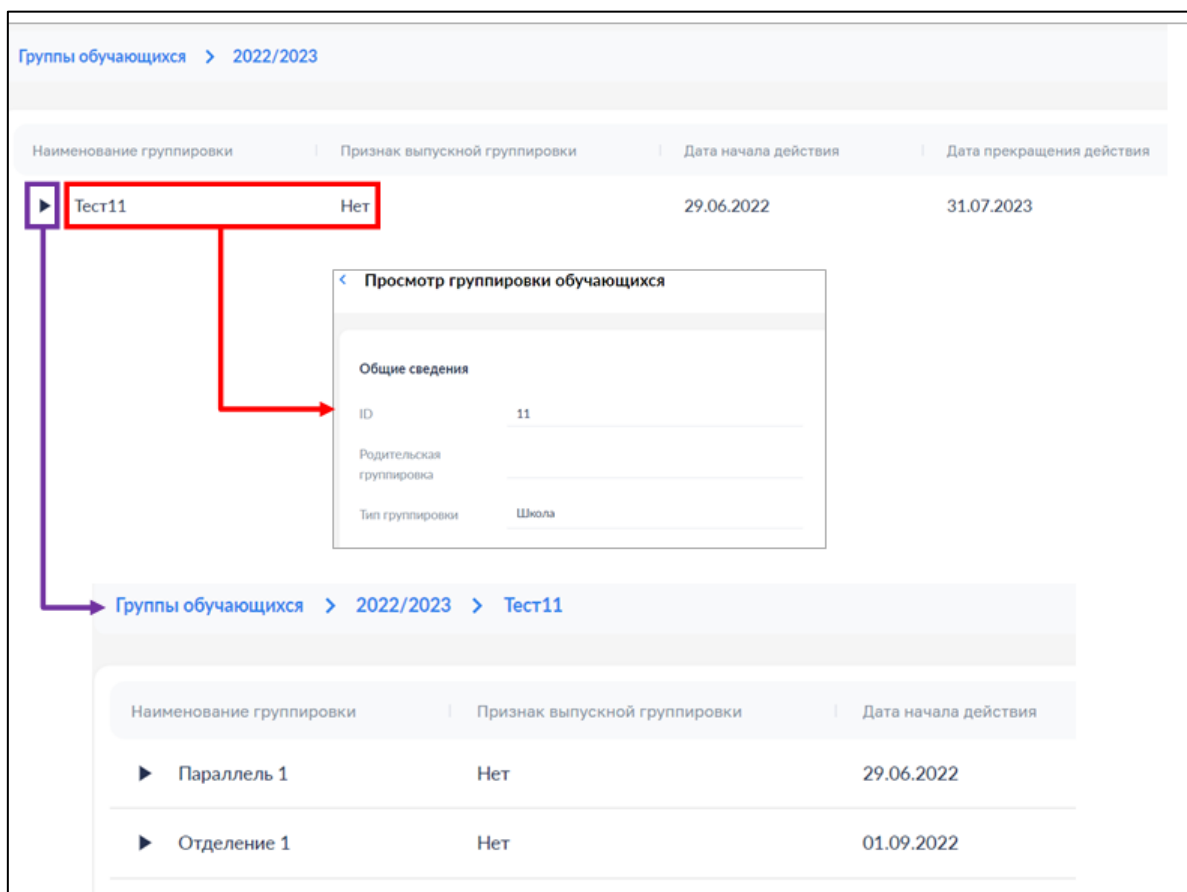 Группы обучающихся > 2022/2023
Наименование группировки Признак выпускной группировки Дата начала действия Дата прекращения действия
Тест11 Нет 29.06.2022 31.07.2023
Просмотр группировки обучающихся
Общие сведения
ID 11
Родительская
группировка
Тип группировки Школа
Группы обучающихся > 2022/2023 > Тест11
Наименование группировки Признак выпускной группировки Дата начала действия
Параллель 1 Нет 29.06.2022
Отделение 1 Нет 01.09.2022